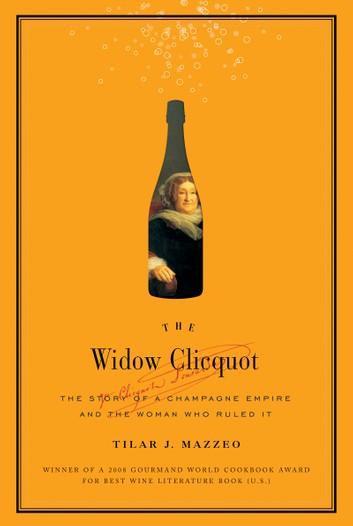 THE
Widow Clicquot
THE STORY OF A CHAMPAGNE EMPIRE
AND THE WOMAN WHO RULED IT
TILAR J. MAZZEO
WINNER OF A 2008 GOURMAND WORLD COOKBOOK AWARD
FOR BEST WINE LITERATURE BOOK (U.S.)